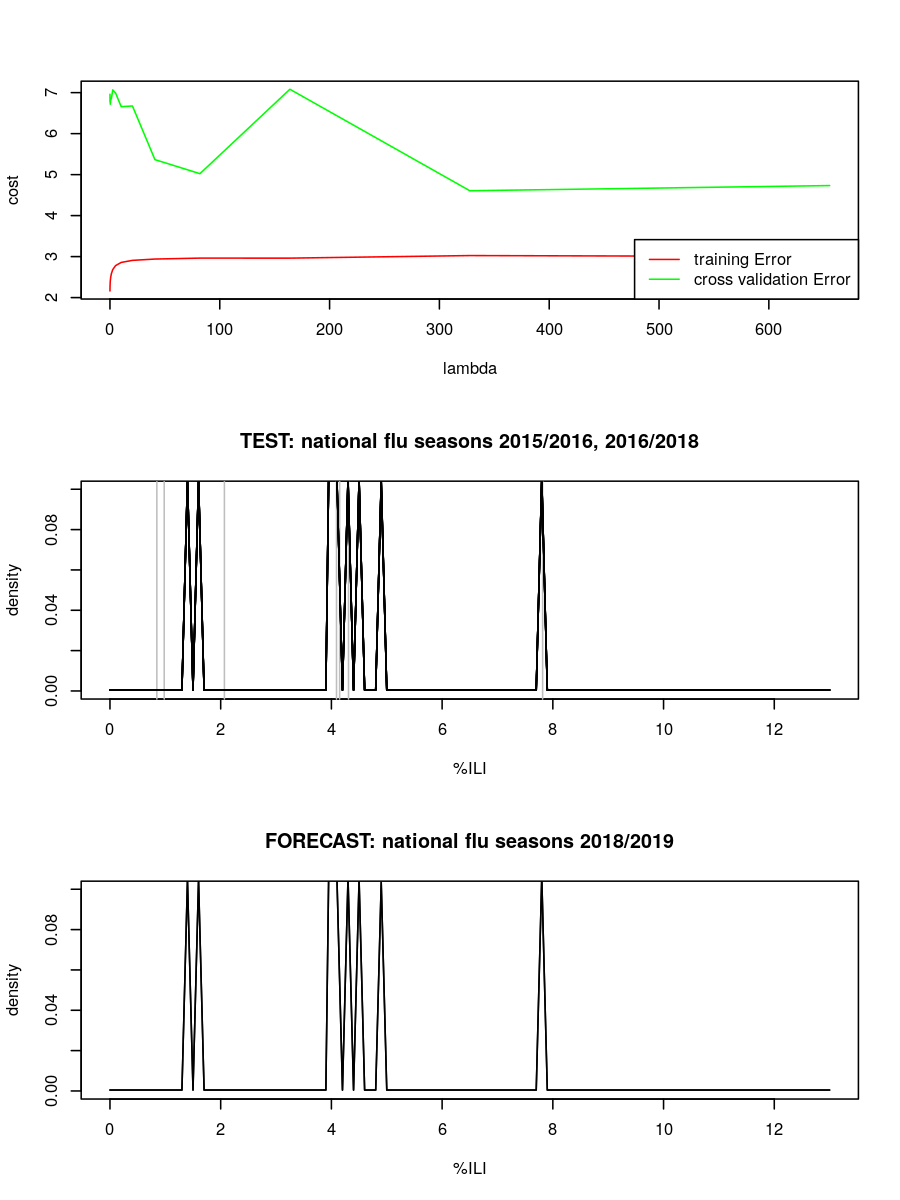 cost
7
6
5
4
3
2
training Error
cross validation Error
0 100 200 300 400 500 600
lambda
TEST: national flu seasons 2015/2016, 2016/2018
density
0.08
0.04
0.00
0 2 4 6 8 10 12
%ILI
FORECAST: national flu seasons 2018/2019
density
0.08
0.04
0.00
0 2 4 6 8 10 12
%ILI